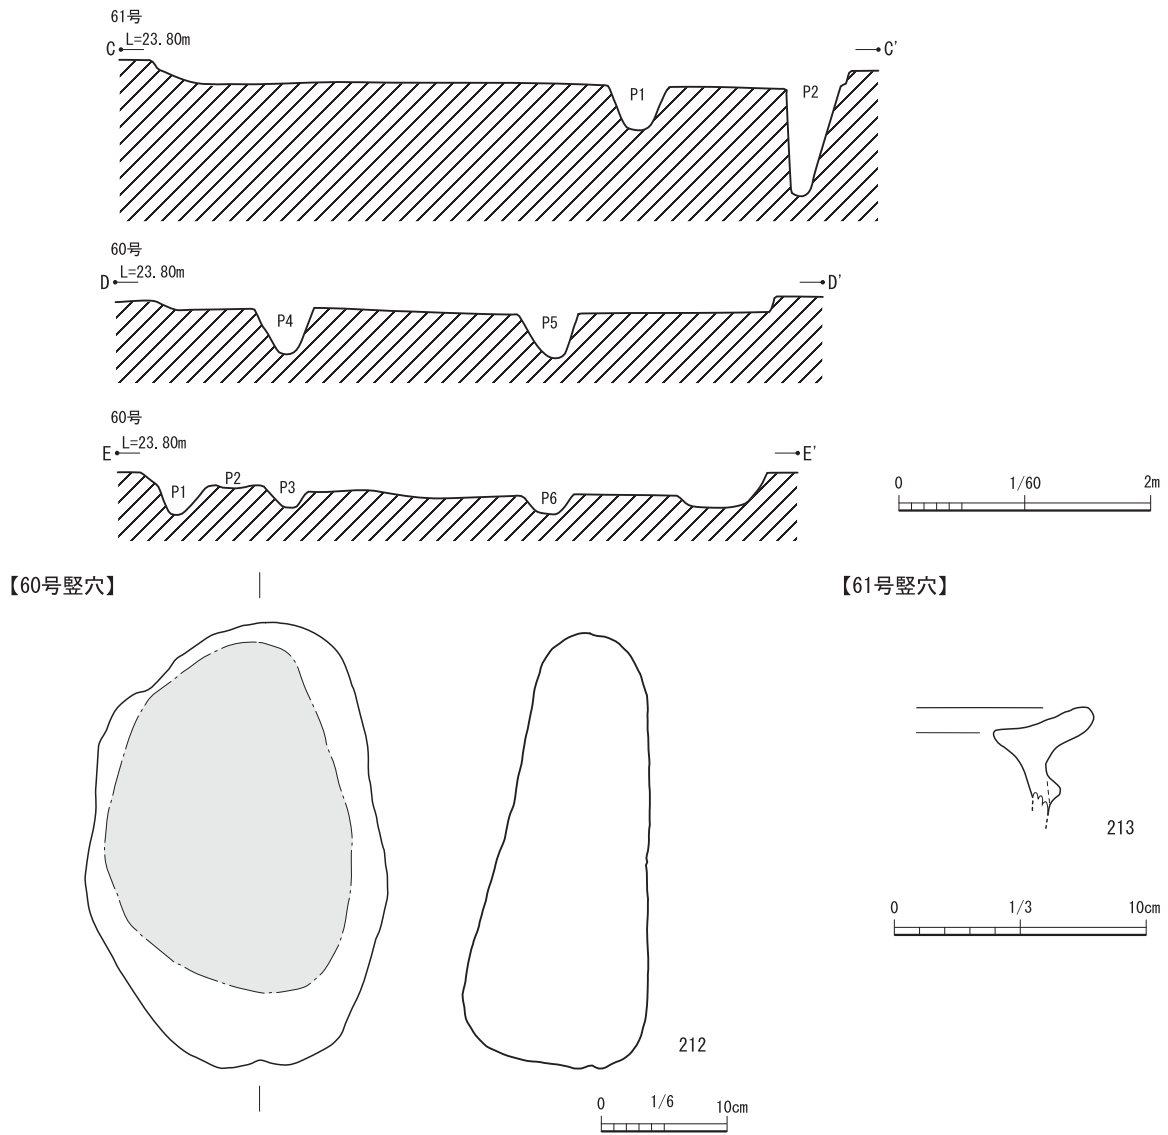 61号
L=23.80m
C C'
P1 P2
60号
L=23.80m
D D'
P4 P5
60号
L=23.80m
E E'
P1 P2 P3 P6
0 1/60 2m
【60号竪穴】 【61号竪穴】
213
0 1/3 10cm
212
0 1/6 10cm